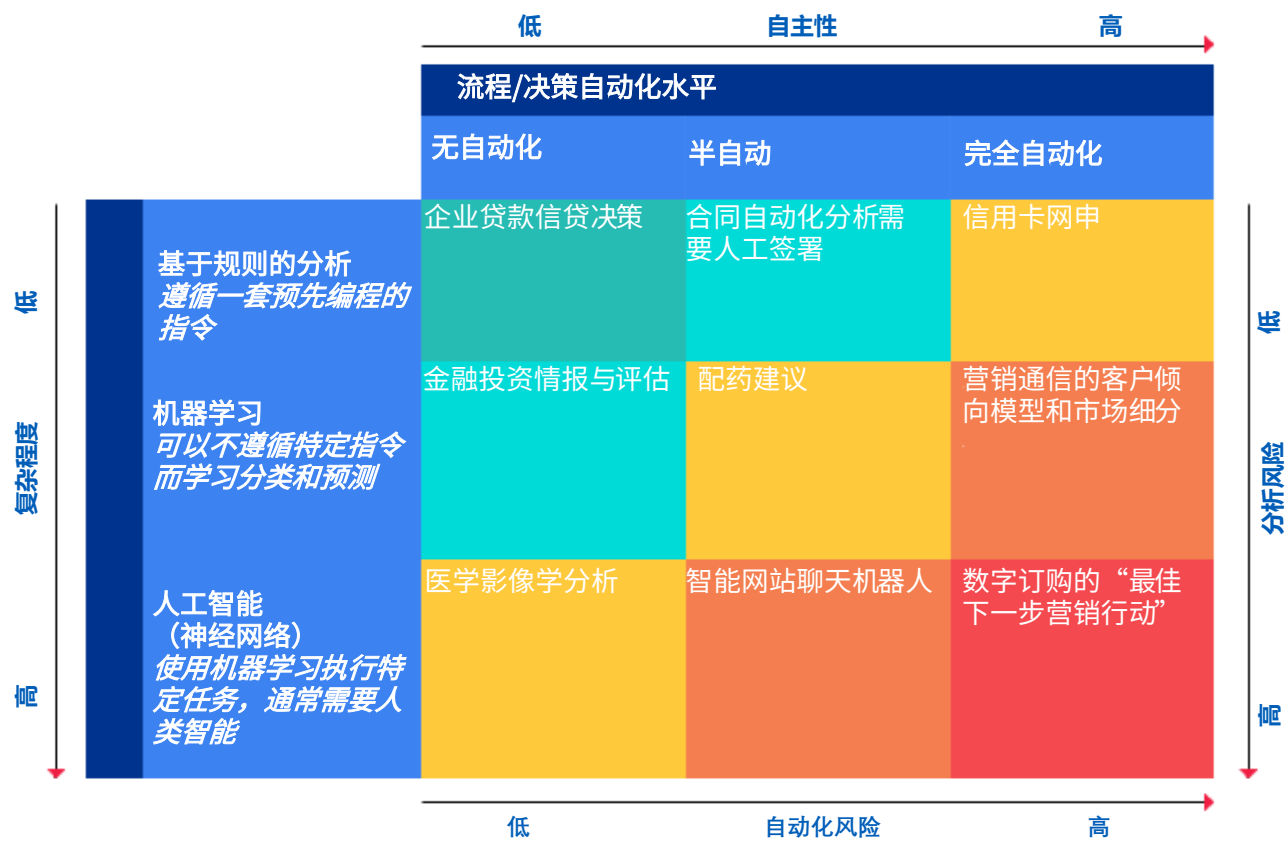 低
自主性
高
流程/决策自动化水平
无自动化
半自动
完全自动化
低
复杂程度
高
基于规则的分析
遵循一套预先编程的
指令
企业贷款信贷决策
合同自动化分析需
要人工签署
信用卡网申
机器学习
可以不遵循特定指令
而学习分类和预测
金融投资情报与评估
配药建议
营销通信的客户倾
向模型和市场细分
人工智能
（神经网络）
使用机器学习执行特
定任务，通常需要人
类智能
医学影像学分析
智能网站聊天机器人
数字订购的“最佳
下一步营销行动”
低
分析风险
高
低
自动化风险
高